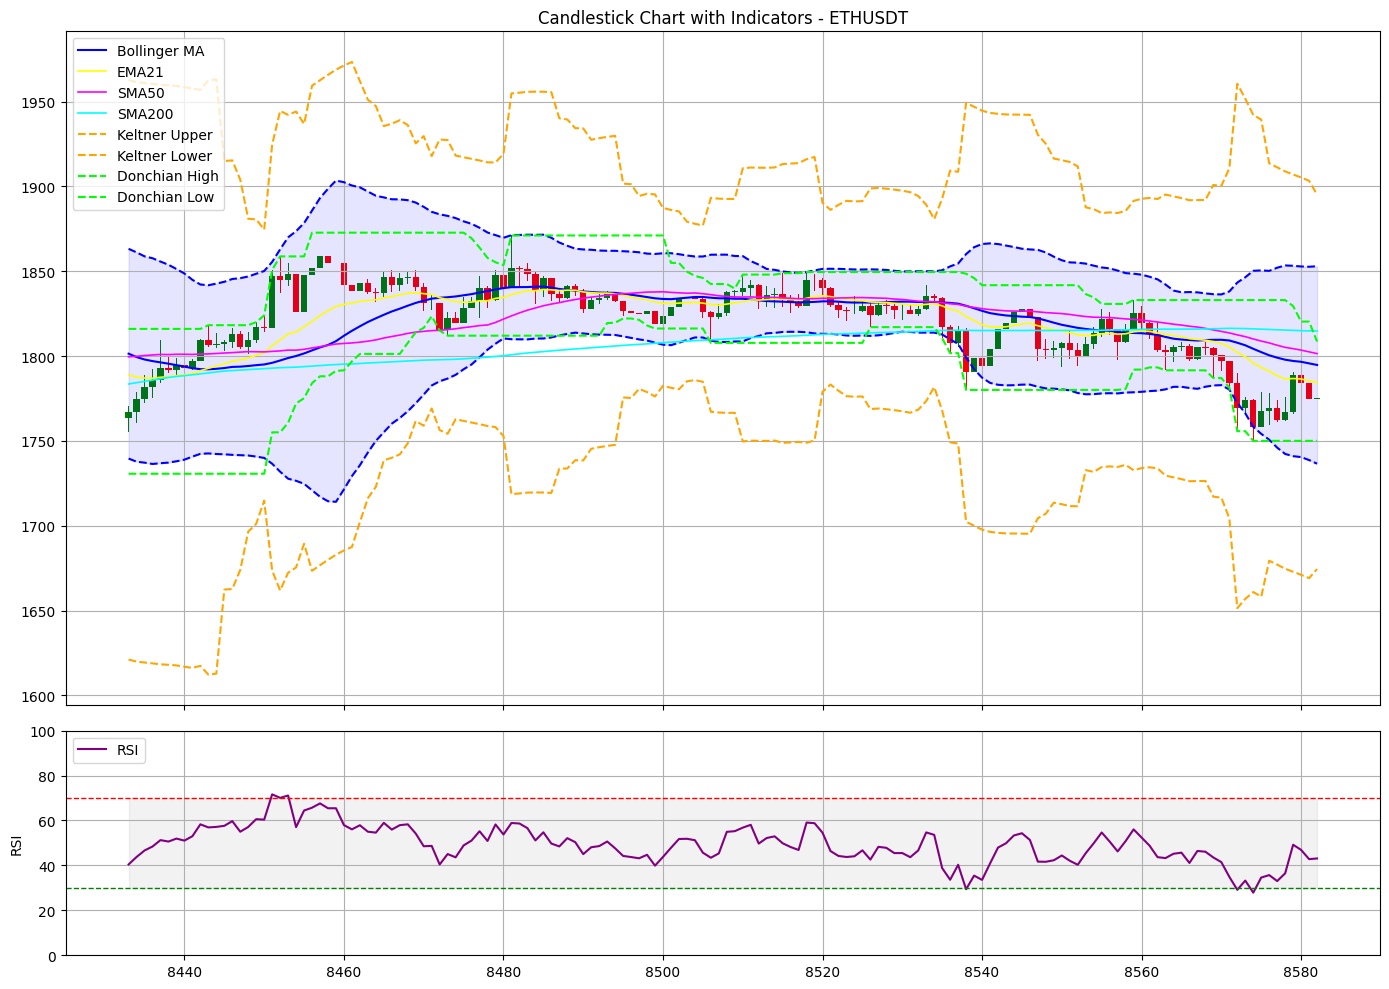 Candlestick Chart with Indicators - ETHUSDT
Bollinger MA
EMA21
SMA50
SMA200
Keltner Upper
Keltner Lower
Donchian High
Donchian Low
1950
1900
1850
1800
1750
1700
1650
1600
RSI
100
80
60
40
20
0
RSI
8440 8460 8480 8500 8520 8540 8560 8580